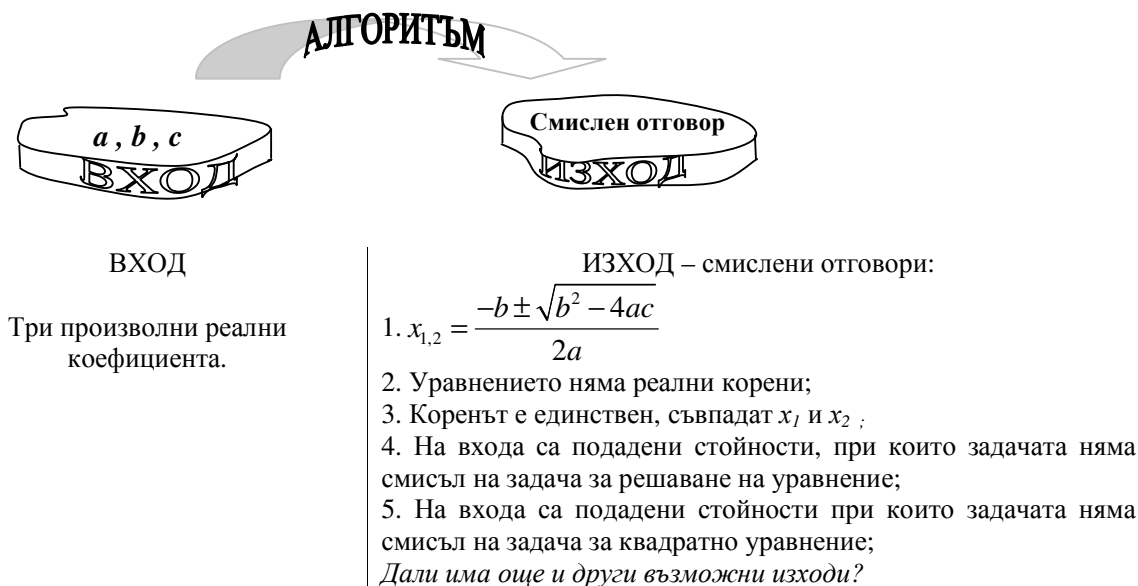 АЛГОРИТЪМ
a , b , c
ВХОД
Смислен отговор
ИЗХОД
ВХОД
Три произволни реални
коефициента.
ИЗХОД – смислени отговори:
1. x₁,₂ = (−b ± √(b² − 4ac)) / 2a
2. Уравнението няма реални корени;
3. Коренът е единствен, съвпадат x₁ и x₂ ;
4. На входа са подадени стойности, при които задачата няма
смисъл на задача за решаване на уравнение;
5. На входа са подадени стойности при които задачата няма
смисъл на задача за квадратно уравнение;
Дали има още и други възможни изходи?